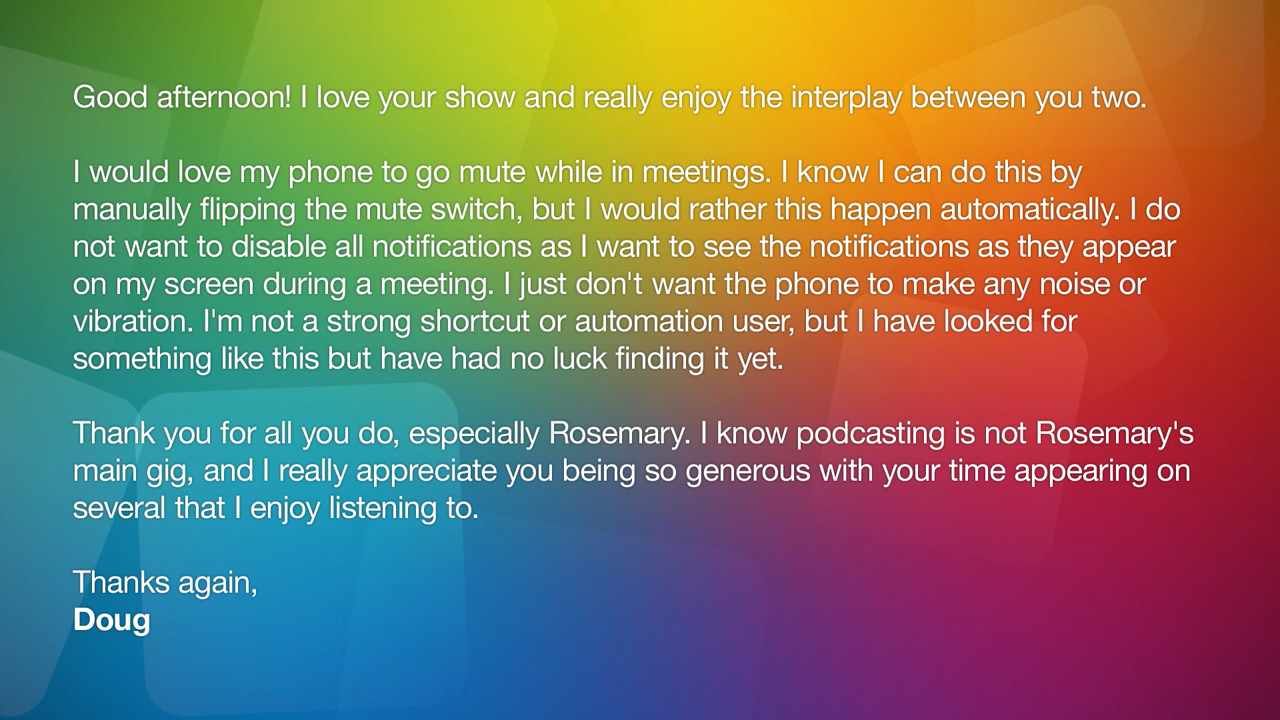 Good afternoon! I love your show and really enjoy the interplay between you two.
I would love my phone to go mute while in meetings. I know I can do this by
manually flipping the mute switch, but I would rather this happen automatically. I do
not want to disable all notifications as I want to see the notifications as they appear
on my screen during a meeting. I just don't want the phone to make any noise or
vibration. I'm not a strong shortcut or automation user, but I have looked for
something like this but have had no luck finding it yet.
Thank you for all you do, especially Rosemary. I know podcasting is not Rosemary's
main gig, and I really appreciate you being so generous with your time appearing on
several that I enjoy listening to.
Thanks again,
Doug